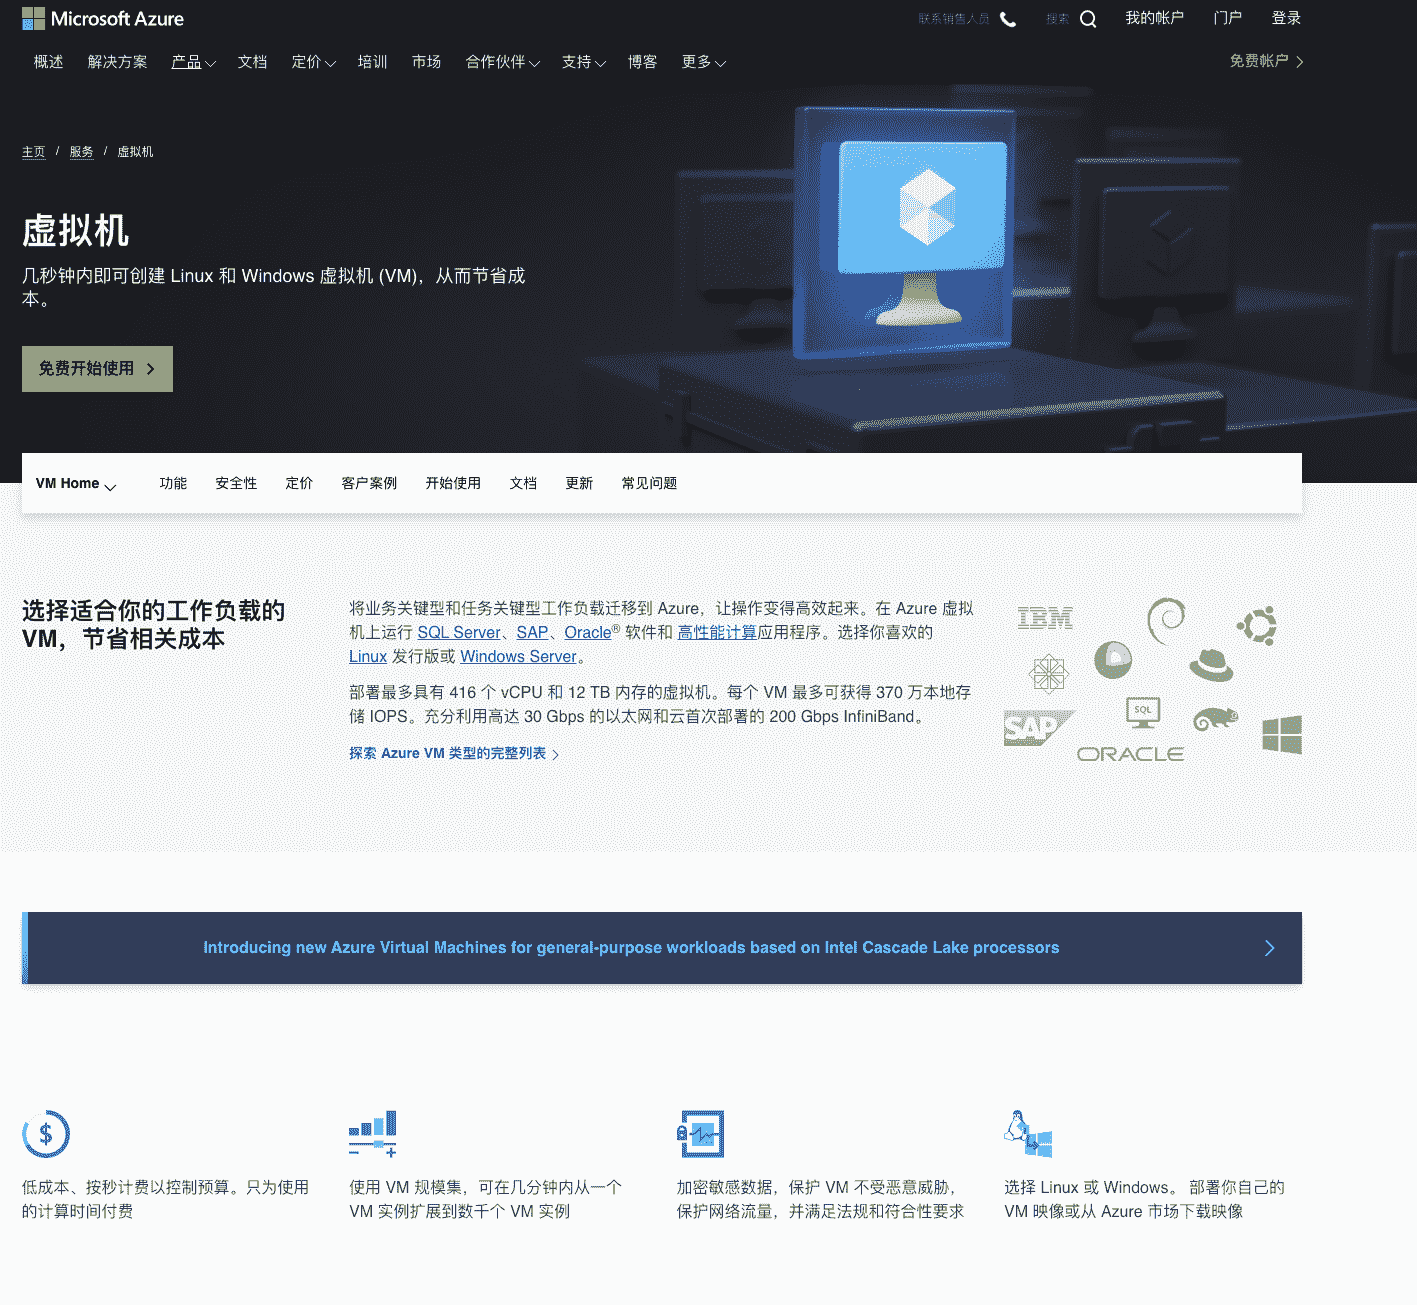 Microsoft Azure
联系销售人员
搜索
我的帐户
门户
登录
概述
解决方案
产品
文档
定价
培训
市场
合作伙伴
支持
博客
更多
免费帐户
主页 / 服务 / 虚拟机
虚拟机
几秒钟内即可创建 Linux 和 Windows 虚拟机 (VM)，从而节省成
本。
免费开始使用
VM Home
功能
安全性
定价
客户案例
开始使用
文档
更新
常见问题
选择适合你的工作负载的
VM，节省相关成本
将业务关键型和任务关键型工作负载迁移到 Azure，让操作变得高效起来。在 Azure 虚拟
机上运行 SQL Server、SAP、Oracle® 软件和 高性能计算应用程序。选择你喜欢的
Linux 发行版或 Windows Server。
部署最多具有 416 个 vCPU 和 12 TB 内存的虚拟机。每个 VM 最多可获得 370 万本地存
储 IOPS。充分利用高达 30 Gbps 的以太网和云首次部署的 200 Gbps InfiniBand。
探索 Azure VM 类型的完整列表
IBM
SQL
SAP
ORACLE
Introducing new Azure Virtual Machines for general-purpose workloads based on Intel Cascade Lake processors
$
低成本、按秒计费以控制预算。只为使用
的计算时间付费
使用 VM 规模集，可在几分钟内从一个
VM 实例扩展到数千个 VM 实例
加密敏感数据，保护 VM 不受恶意威胁，
保护网络流量，并满足法规和符合性要求
选择 Linux 或 Windows。 部署你自己的
VM 映像或从 Azure 市场下载映像